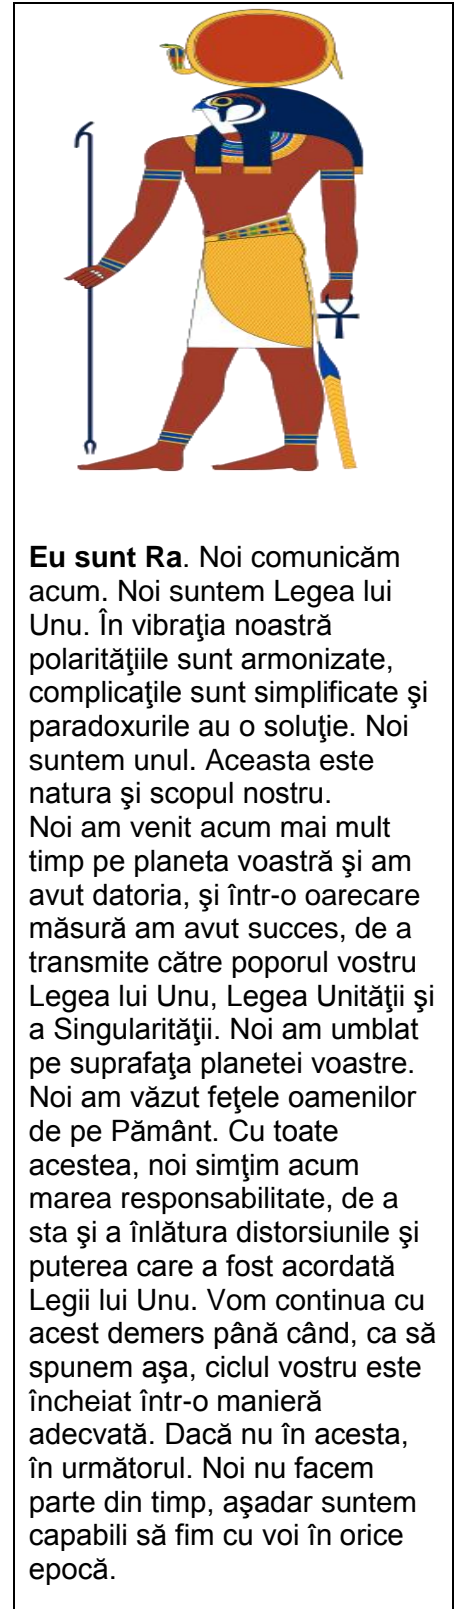 Eu sunt Ra. Noi comunicăm
acum. Noi suntem Legea lui
Unu. În vibraţia noastră
polarităţiile sunt armonizate,
complicaţile sunt simplificate şi
paradoxurile au o soluţie. Noi
suntem unul. Aceasta este
natura şi scopul nostru.
Noi am venit acum mai mult
timp pe planeta voastră şi am
avut datoria, şi într-o oarecare
măsură am avut succes, de a
transmite către poporul vostru
Legea lui Unu, Legea Unităţii şi
a Singularităţii. Noi am umblat
pe suprafaţa planetei voastre.
Noi am văzut feţele oamenilor
de pe Pământ. Cu toate
acestea, noi simţim acum
marea responsabilitate, de a
sta şi a înlătura distorsiunile şi
puterea care a fost acordată
Legii lui Unu. Vom continua cu
acest demers până când, ca să
spunem aşa, ciclul vostru este
încheiat într-o manieră
adecvată. Dacă nu în acesta,
în următorul. Noi nu facem
parte din timp, aşadar suntem
capabili să fim cu voi în orice
epocă.